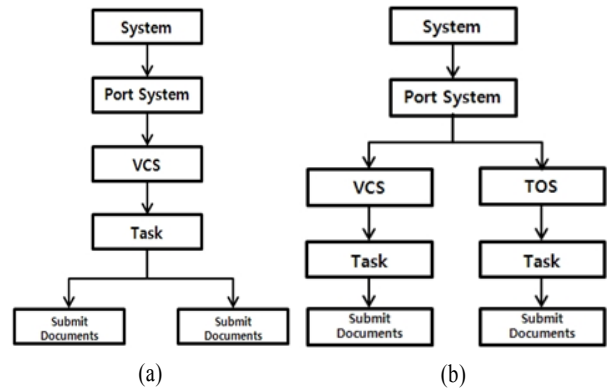 System
Port System
VCS
Task
Submit
Documents
Submit
Documents
(a)
System
Port System
VCS
TOS
Task
Task
Submit
Documents
Submit
Documents
(b)